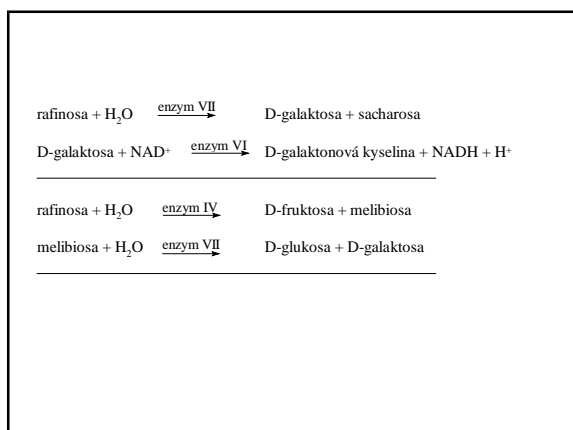 rafinosa + H₂O enzym VII D-galaktosa + sacharosa
D-galaktosa + NAD⁺ enzym VI D-galaktonová kyselina + NADH + H⁺
rafinosa + H₂O enzym IV D-fruktosa + melibiosa
melibiosa + H₂O enzym VII D-glukosa + D-galaktosa